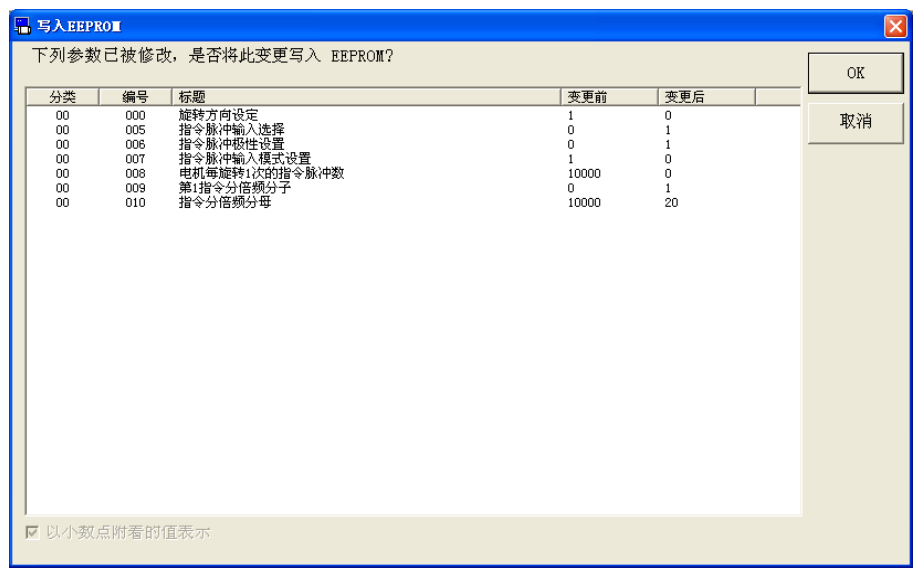 写入EEPROM
下列参数已被修改，是否将此变更写入 EEPROM?
OK
取消
分类 编号 标题 变更前 变更后
00 000 旋转方向设定 1 0
00 005 指令脉冲输入选择 0 1
00 006 指令脉冲极性设置 0 1
00 007 指令脉冲输入模式设置 1 0
00 008 电机每旋转1次的指令脉冲数 10000 0
00 009 第1指令分倍频分子 0 1
00 010 指令分倍频分母 10000 20
以小数点附着的值表示